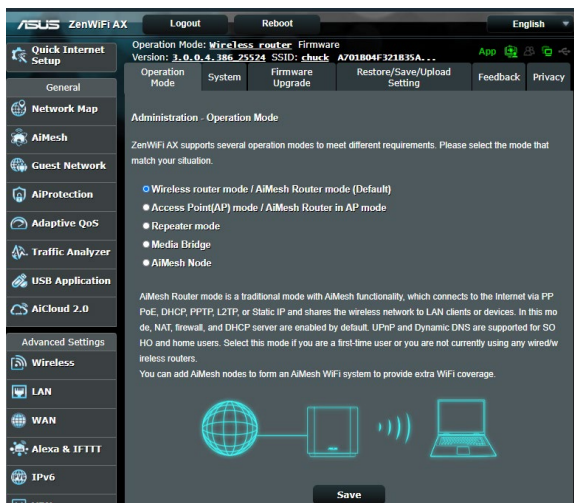 ASUS ZenWiFi AX Logout Reboot English
Quick Internet Setup
Operation Mode: Wireless router Firmware
Version: 3.0.0.4.386_25524 SSID: chuck A701B04F321B35A...
App
Operation Mode System Firmware Upgrade Restore/Save/Upload Setting Feedback Privacy
General
Network Map
AiMesh
Guest Network
AiProtection
Adaptive QoS
Traffic Analyzer
USB Application
AiCloud 2.0
Advanced Settings
Wireless
LAN
WAN
Alexa & IFTTT
IPv6
Administration - Operation Mode
ZenWiFi AX supports several operation modes to meet different requirements. Please select the mode that
match your situation.
Wireless router mode / AiMesh Router mode (Default)
Access Point(AP) mode / AiMesh Router in AP mode
Repeater mode
Media Bridge
AiMesh Node
AiMesh Router mode is a traditional mode with AiMesh functionality, which connects to the Internet via PP
PoE, DHCP, PPTP, L2TP, or Static IP and shares the wireless network to LAN clients or devices. In this mo
de, NAT, firewall, and DHCP server are enabled by default. UPnP and Dynamic DNS are supported for SO
HO and home users. Select this mode if you are a first-time user or you are not currently using any wired/w
ireless routers.
You can add AiMesh nodes to form an AiMesh WiFi system to provide extra WiFi coverage.
Save